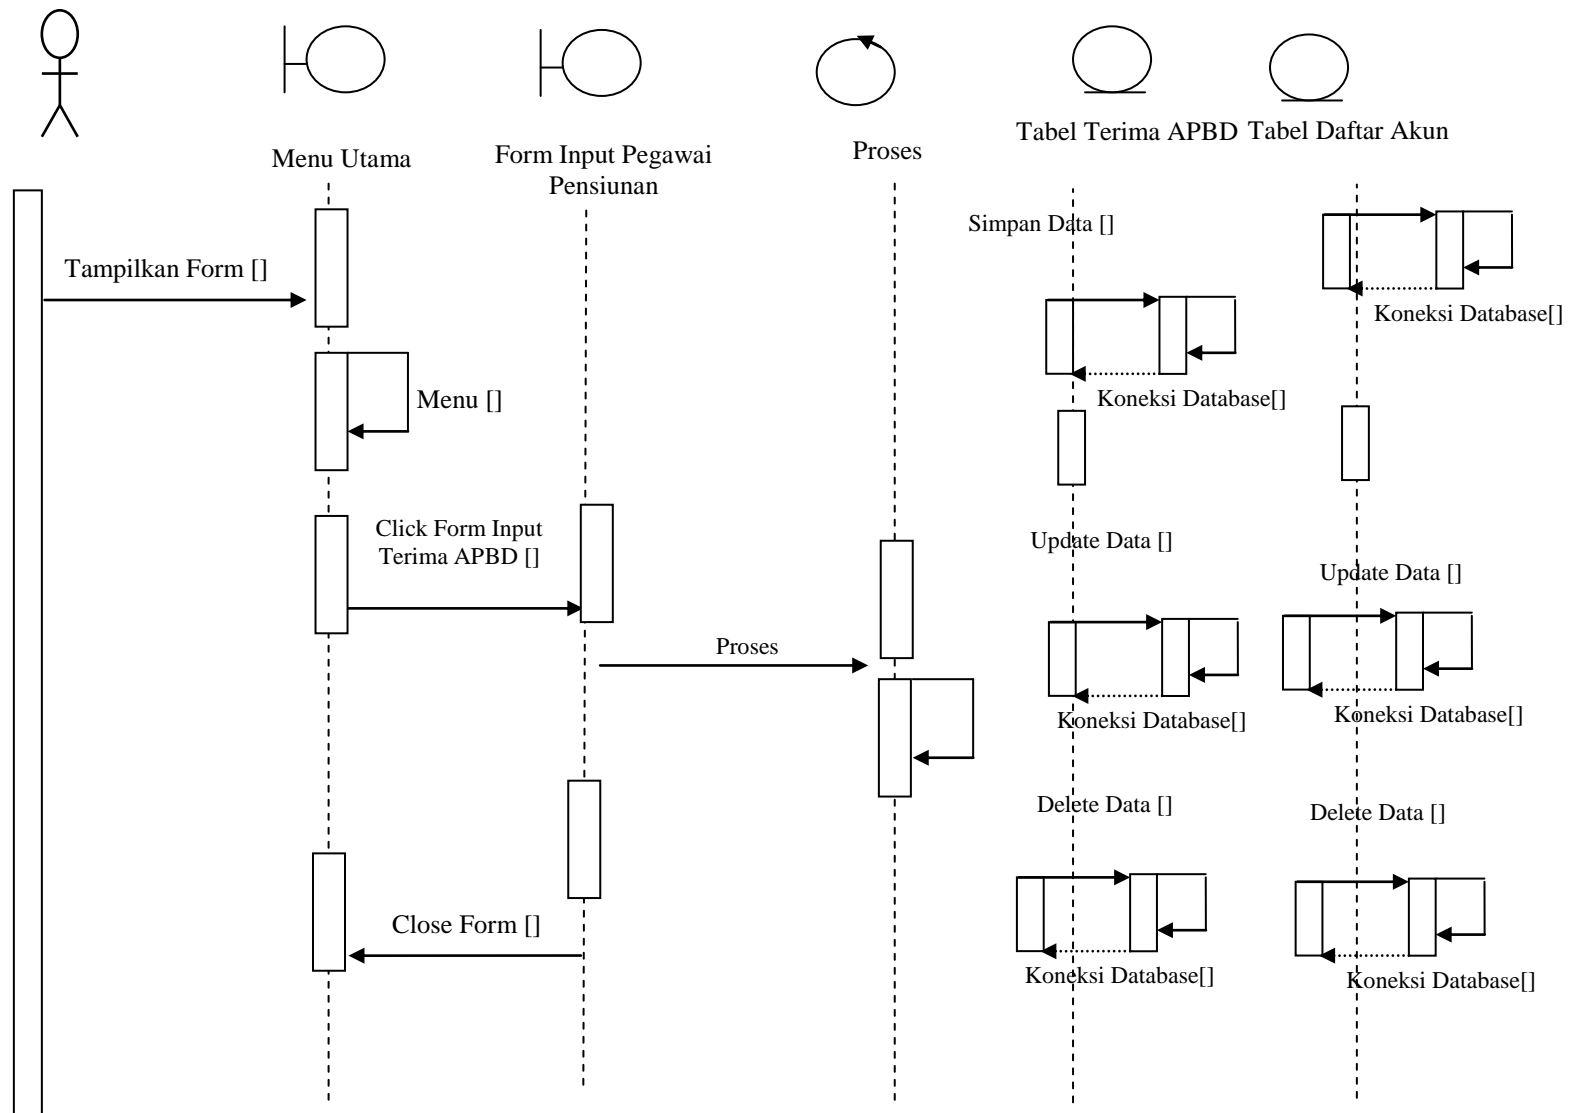 Menu Utama
Form Input Pegawai
Pensiunan
Proses
Tabel Terima APBD
Tabel Daftar Akun
Simpan Data []
Tampilkan Form []
Koneksi Database[]
Koneksi Database[]
Menu []
Click Form Input
Terima APBD []
Update Data []
Update Data []
Proses
Koneksi Database[]
Koneksi Database[]
Delete Data []
Delete Data []
Close Form []
Koneksi Database[]
Koneksi Database[]